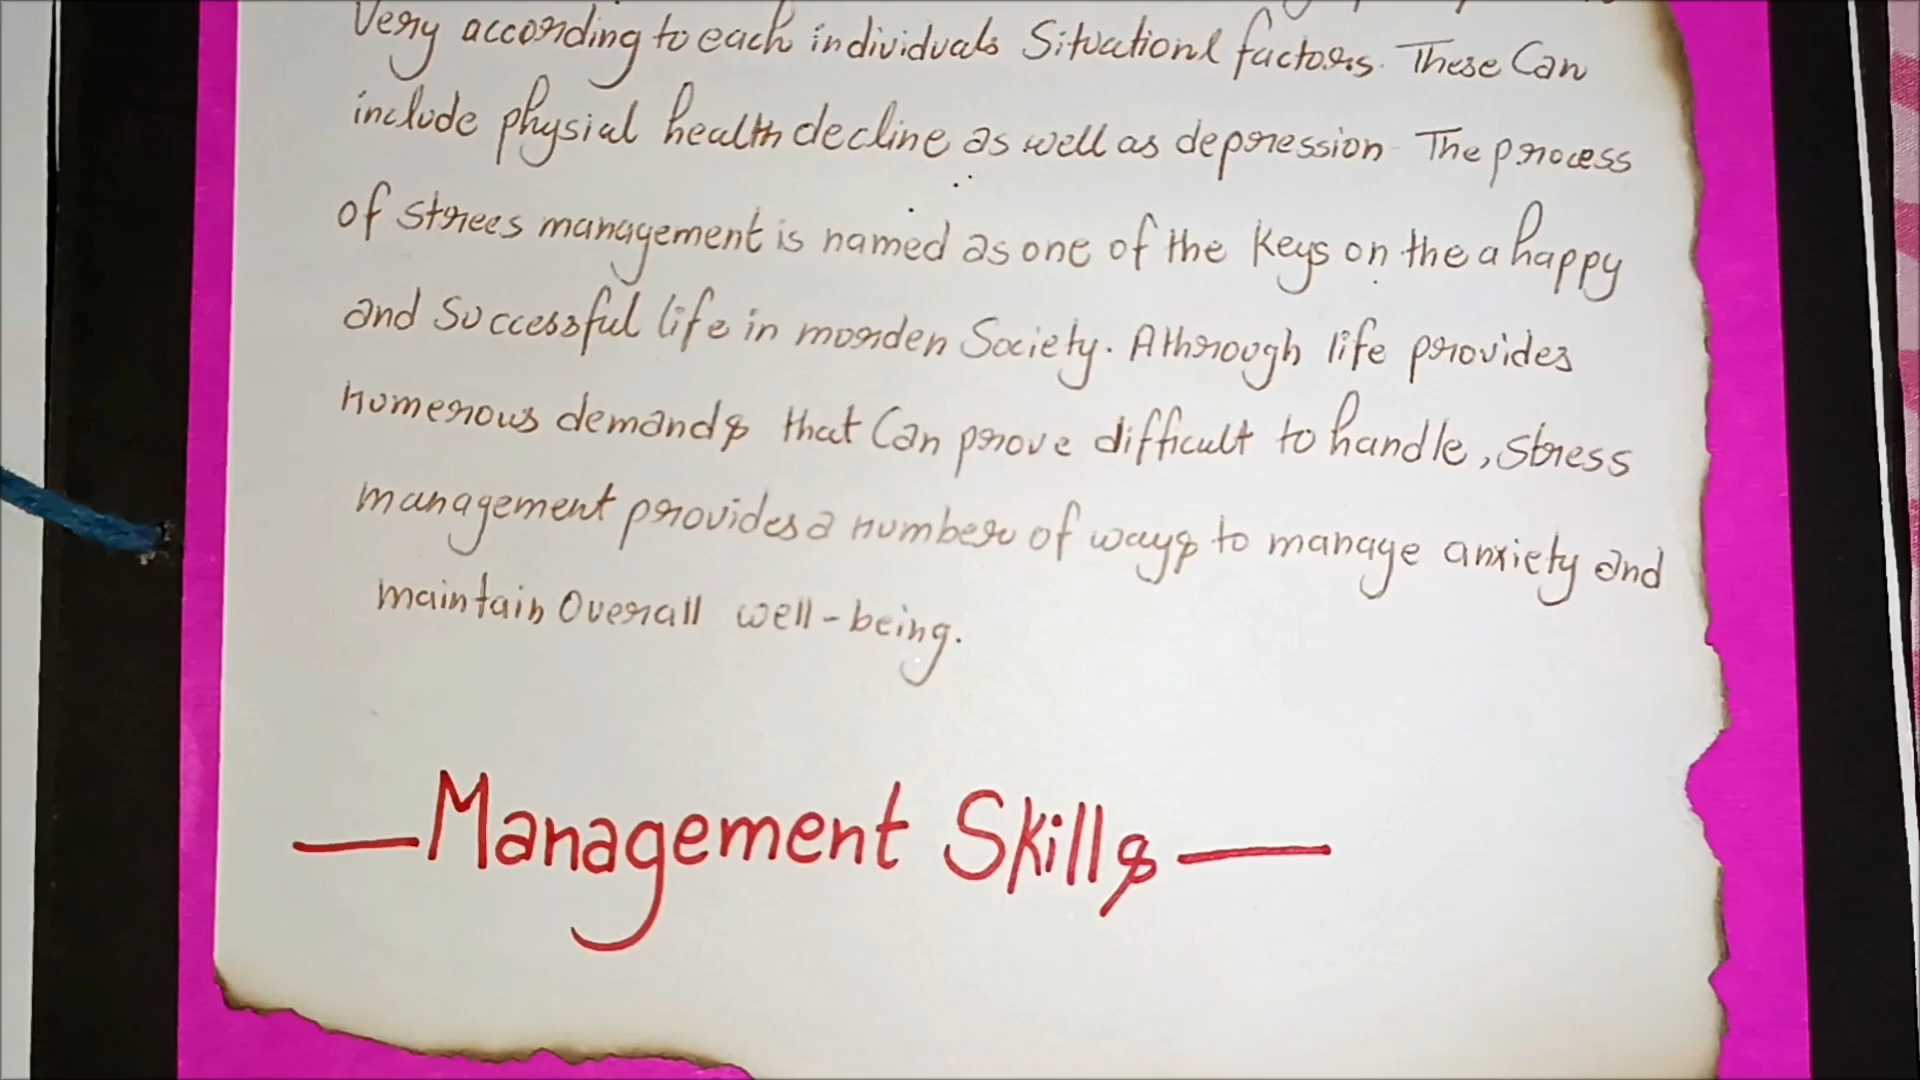 Very according to each individuals Situationl factors. These Can
include physial health decline as well as depression The process
of strees management is named as one of the Keys on the a happy
and Successful life in morden Society. Athrough life provides
numerous demands that Can prove difficult to handle, stress
management provides a number of ways to manage anxiety and
maintain Overall well-being.
— Management Skills —